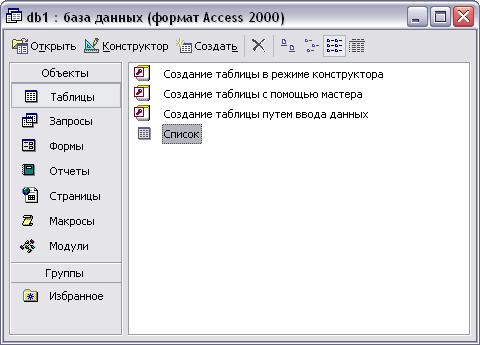 db1 : база данных (формат Access 2000)
Открыть Конструктор Создать
Объекты
Таблицы
Запросы
Формы
Отчеты
Страницы
Макросы
Модули
Группы
Избранное
Создание таблицы в режиме конструктора
Создание таблицы с помощью мастера
Создание таблицы путем ввода данных
Список